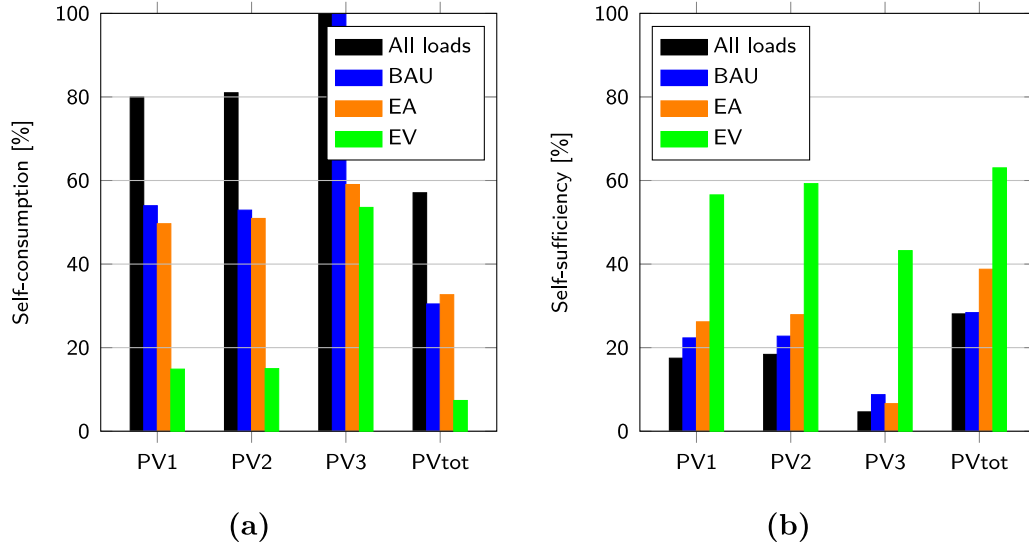 100
80
60
40
20
0
Self-consumption [%]
All loads
BAU
EA
EV
PV1 PV2 PV3 PVtot
(a)
100
80
60
40
20
0
Self-sufficiency [%]
All loads
BAU
EA
EV
PV1 PV2 PV3 PVtot
(b)